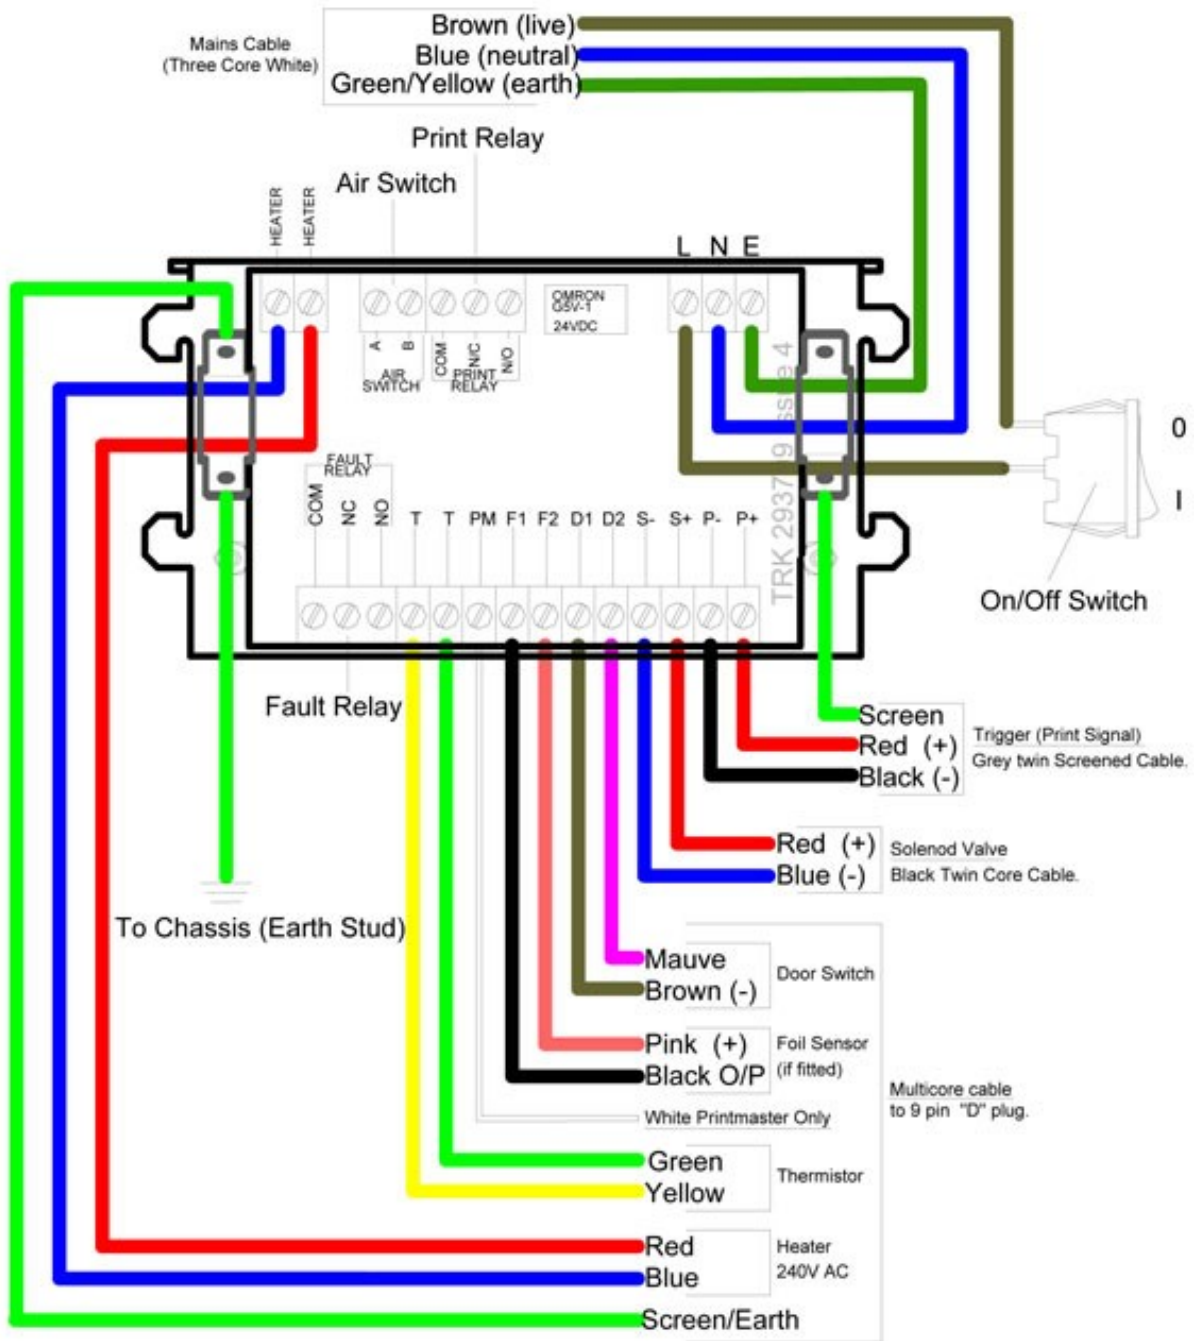 Brown (live)
Mains Cable
(Three Core White)
Blue (neutral)
Green/Yellow (earth)
Print Relay
Air Switch
HEATER
HEATER
L N E
OMRON
G5V-1
24VDC
A
B
AIR
SWITCH
COM
N/C
N/O
PRINT
RELAY
0
I
On/Off Switch
FAULT
RELAY
COM
NC
NO
T T PM F1 F2 D1 D2 S- S+ P- P+
Fault Relay
Screen
Red (+)
Black (-)
Trigger (Print Signal)
Grey twin Screened Cable.
Red (+)
Blue (-)
Solenod Valve
Black Twin Core Cable.
To Chassis (Earth Stud)
Mauve
Brown (-)
Door Switch
Pink (+)
Black O/P
Foil Sensor
(if fitted)
White Printmaster Only
Multicore cable
to 9 pin "D" plug.
Green
Yellow
Thermistor
Red
Blue
Heater
240V AC
Screen/Earth